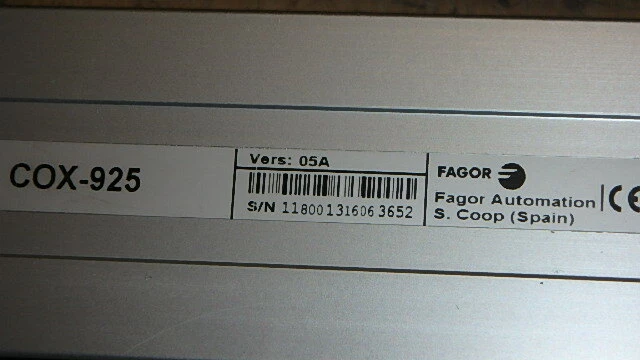 COX-925
Vers: 05A
S/N 11800131606 3652
FAGOR
Fagor Automation
S. Coop (Spain)
CE